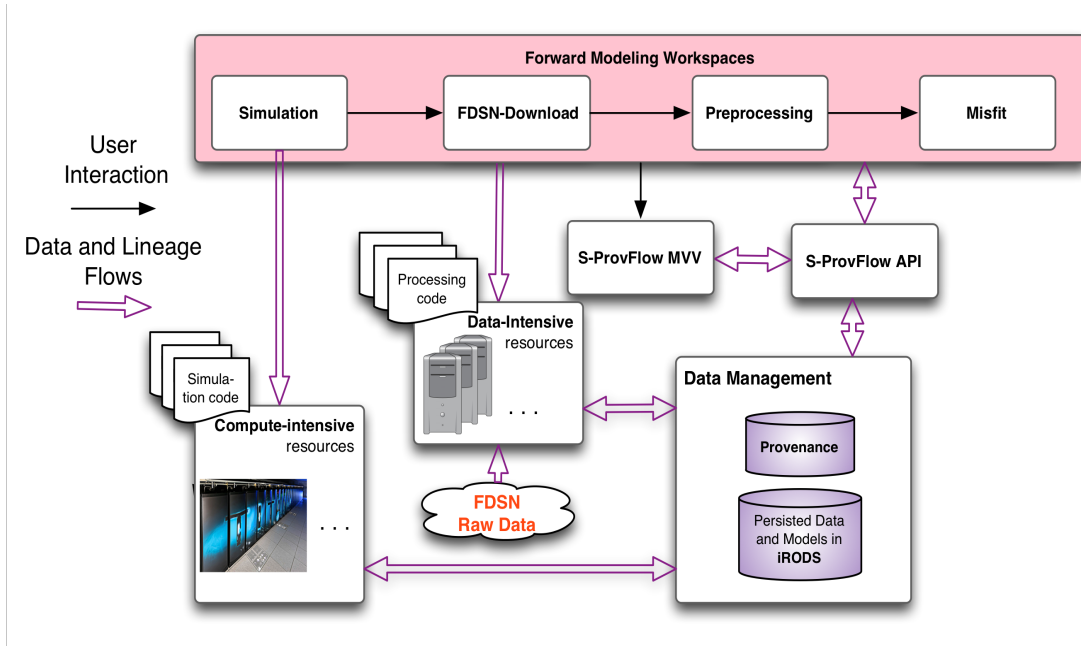 Forward Modeling Workspaces
Simulation
FDSN-Download
Preprocessing
Misfit
User
Interaction
Data and Lineage
Flows
S-ProvFlow MVV
S-ProvFlow API
Processing
code
Data-Intensive
resources
. . .
Simula-
tion code
Compute-intensive
resources
. . .
FDSN
Raw Data
Data Management
Provenance
Persisted Data
and Models in
iRODS